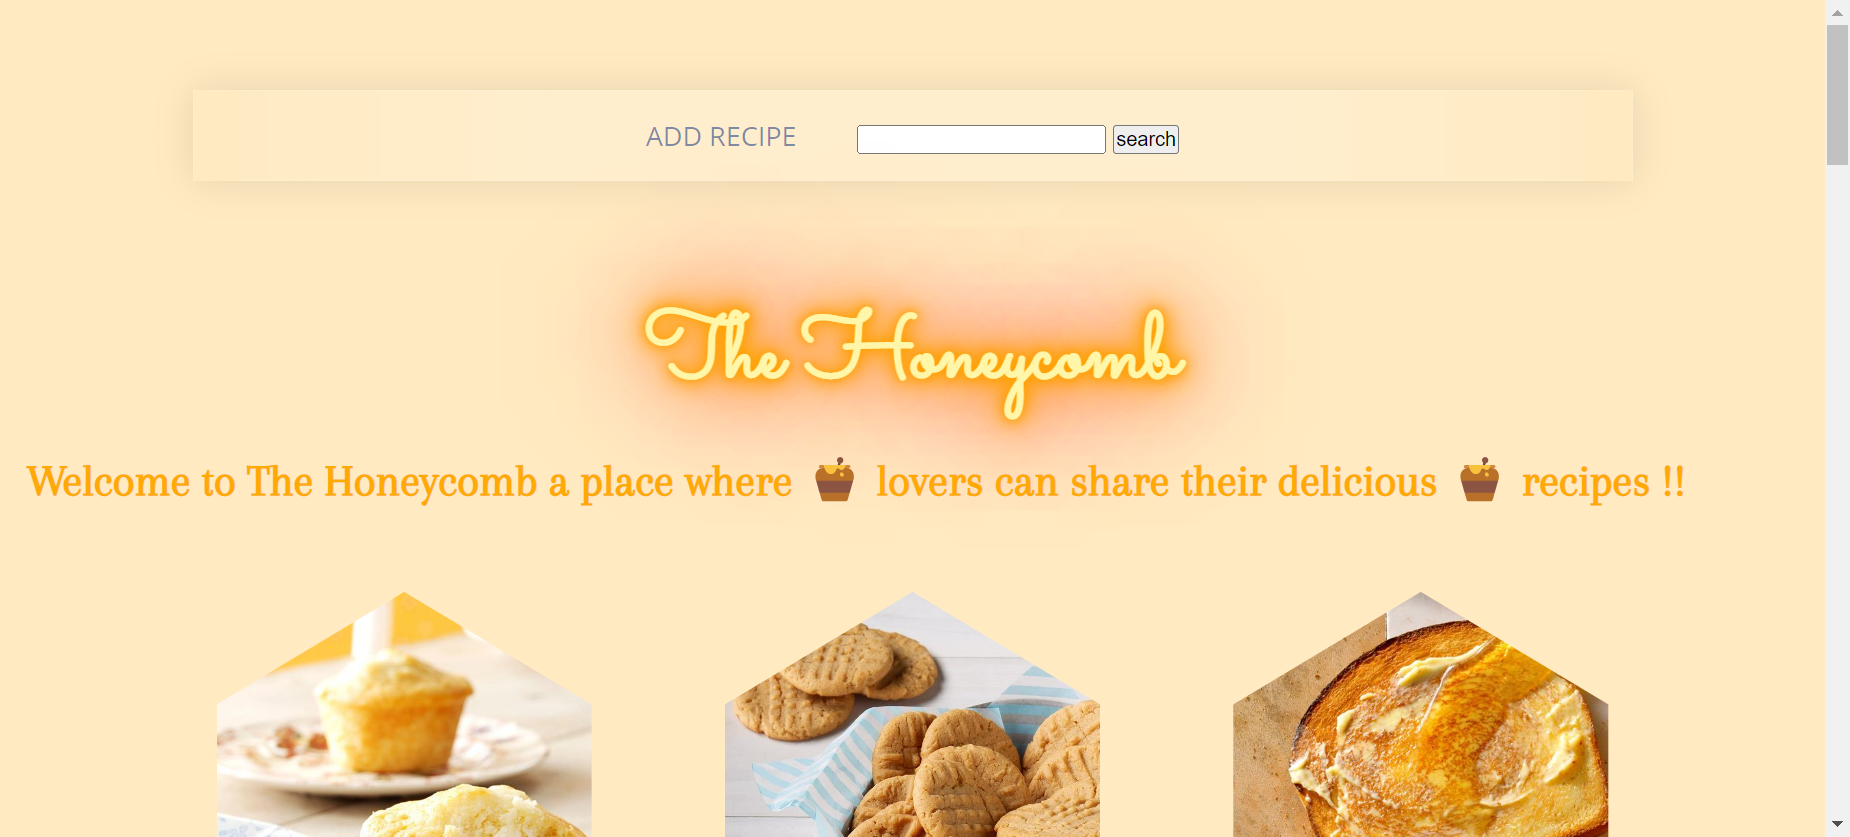 ADD RECIPE search
The Honeycomb
Welcome to The Honeycomb a place where 🍯 lovers can share their delicious 🍯 recipes !!